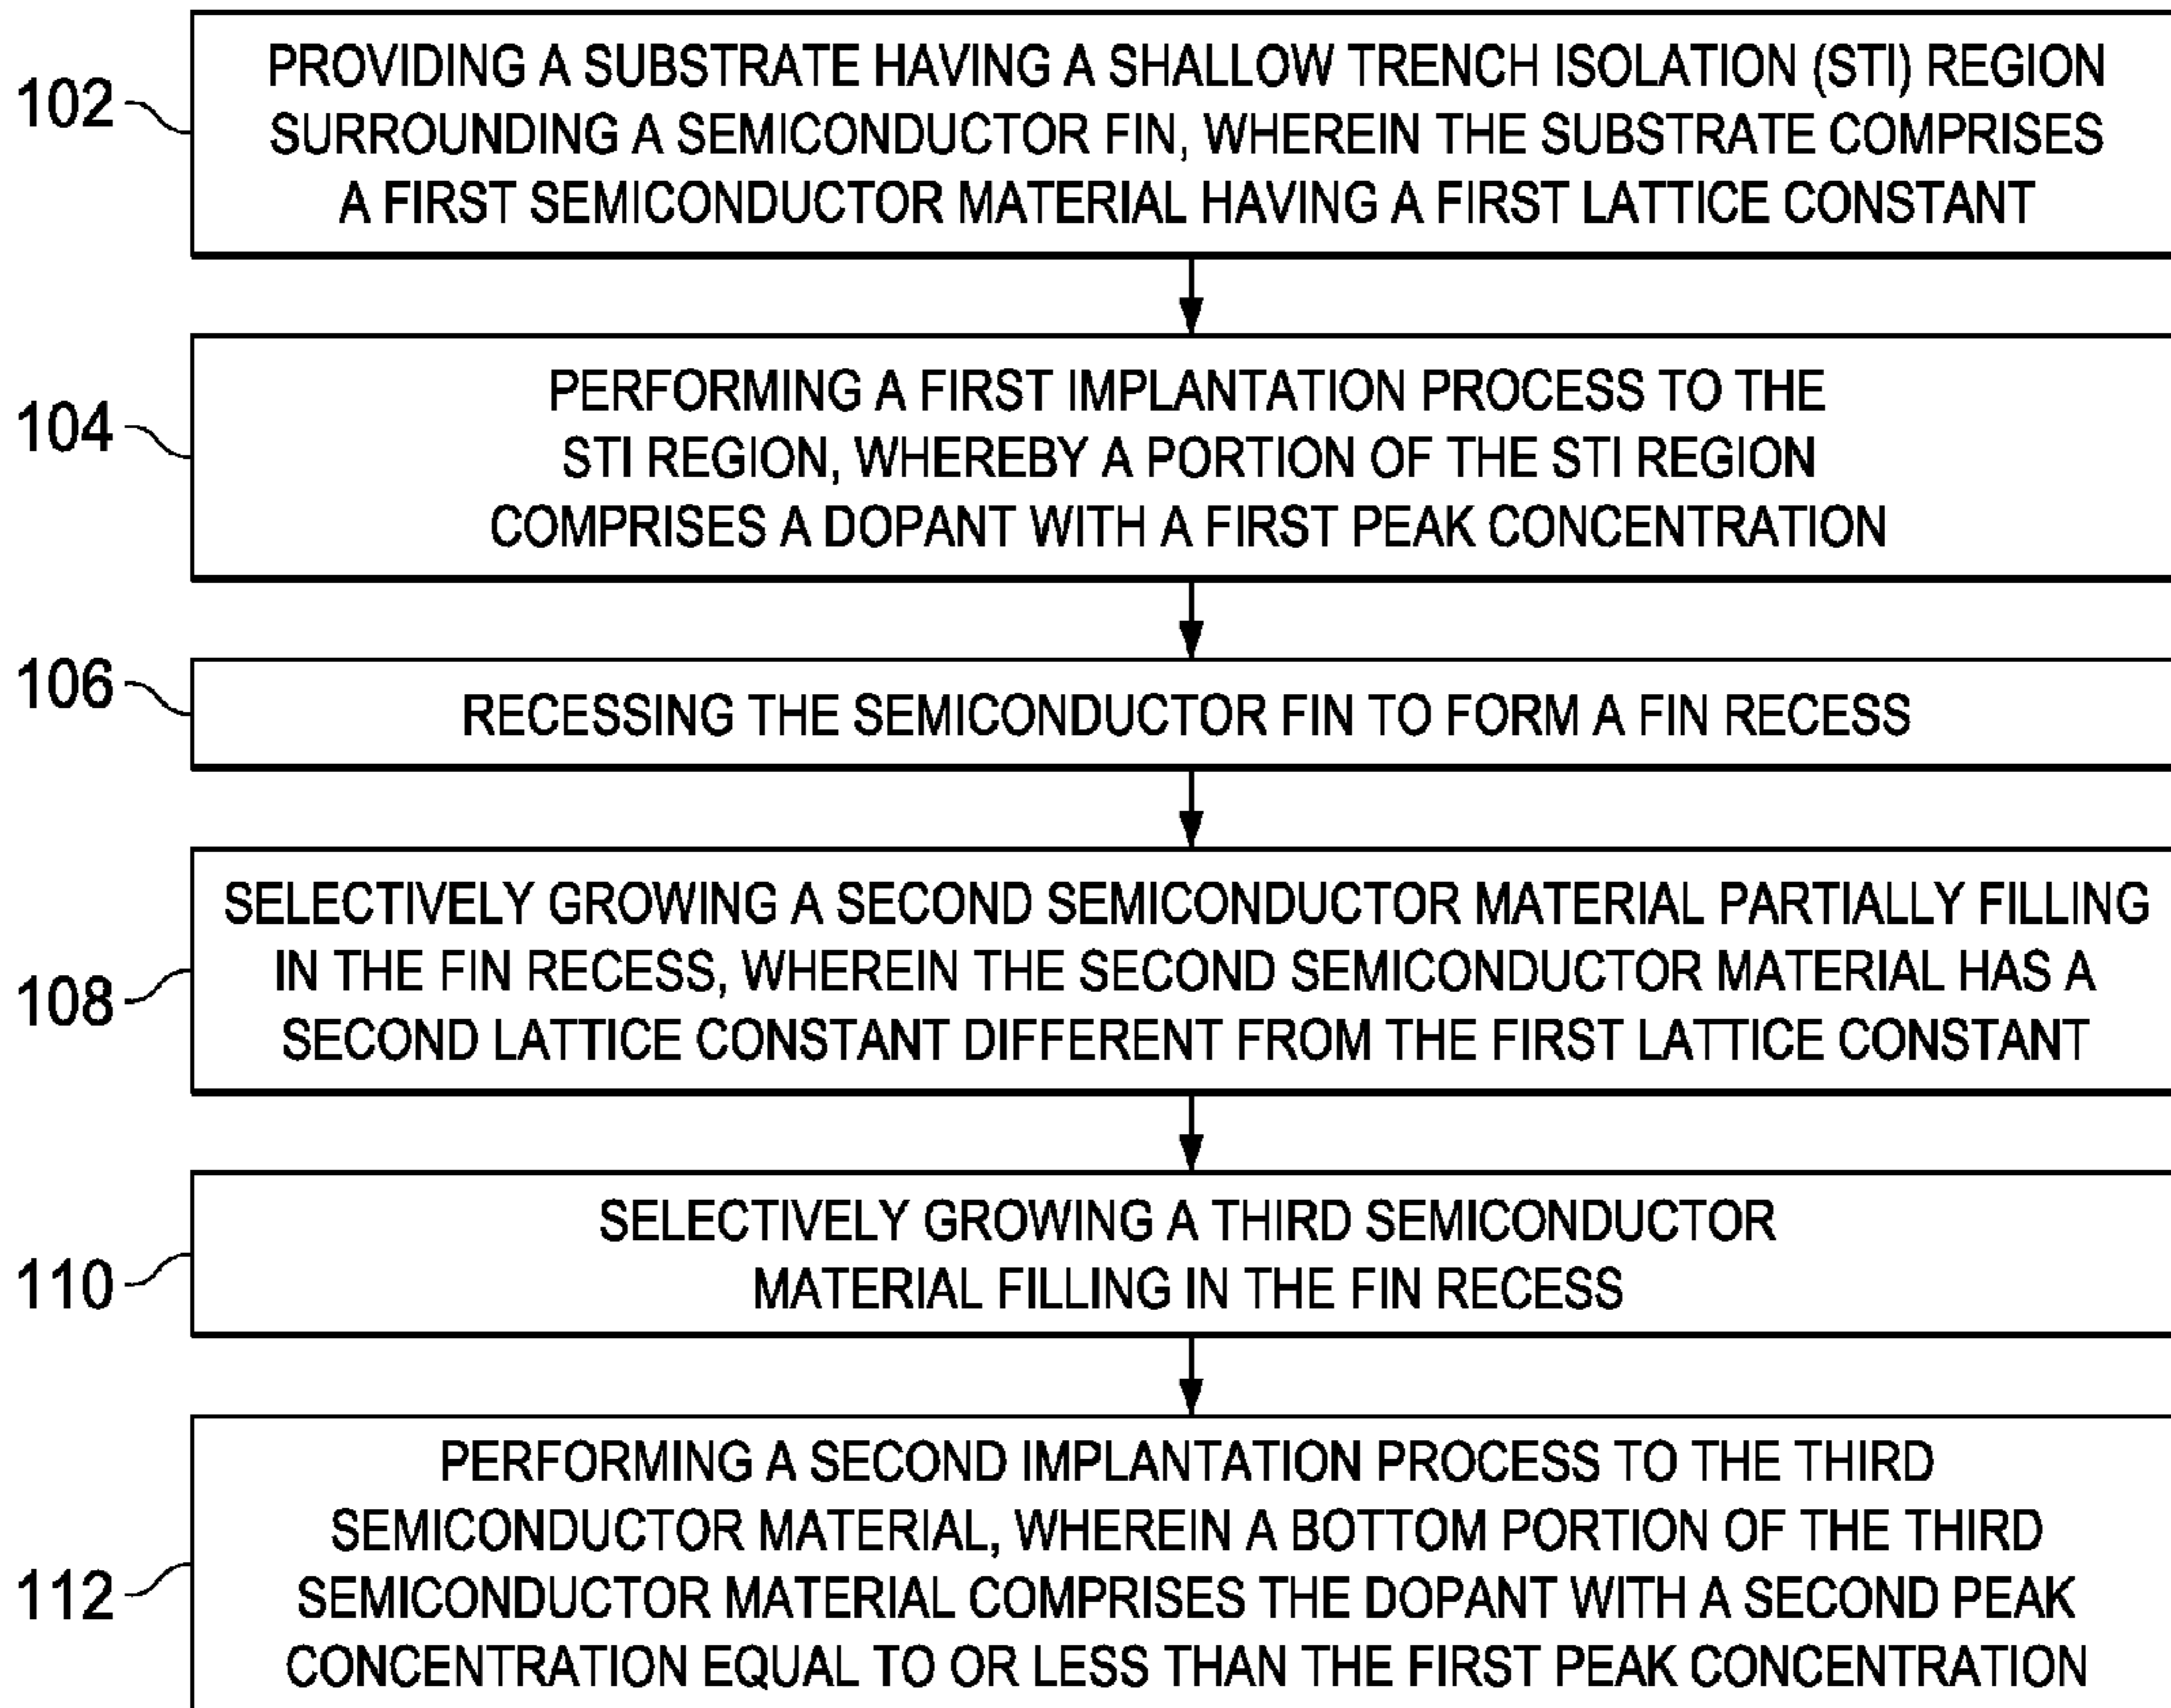 102
PROVIDING A SUBSTRATE HAVING A SHALLOW TRENCH ISOLATION (STI) REGION
SURROUNDING A SEMICONDUCTOR FIN, WHEREIN THE SUBSTRATE COMPRISES
A FIRST SEMICONDUCTOR MATERIAL HAVING A FIRST LATTICE CONSTANT
104
PERFORMING A FIRST IMPLANTATION PROCESS TO THE
STI REGION, WHEREBY A PORTION OF THE STI REGION
COMPRISES A DOPANT WITH A FIRST PEAK CONCENTRATION
106
RECESSING THE SEMICONDUCTOR FIN TO FORM A FIN RECESS
108
SELECTIVELY GROWING A SECOND SEMICONDUCTOR MATERIAL PARTIALLY FILLING
IN THE FIN RECESS, WHEREIN THE SECOND SEMICONDUCTOR MATERIAL HAS A
SECOND LATTICE CONSTANT DIFFERENT FROM THE FIRST LATTICE CONSTANT
110
SELECTIVELY GROWING A THIRD SEMICONDUCTOR
MATERIAL FILLING IN THE FIN RECESS
112
PERFORMING A SECOND IMPLANTATION PROCESS TO THE THIRD
SEMICONDUCTOR MATERIAL, WHEREIN A BOTTOM PORTION OF THE THIRD
SEMICONDUCTOR MATERIAL COMPRISES THE DOPANT WITH A SECOND PEAK
CONCENTRATION EQUAL TO OR LESS THAN THE FIRST PEAK CONCENTRATION